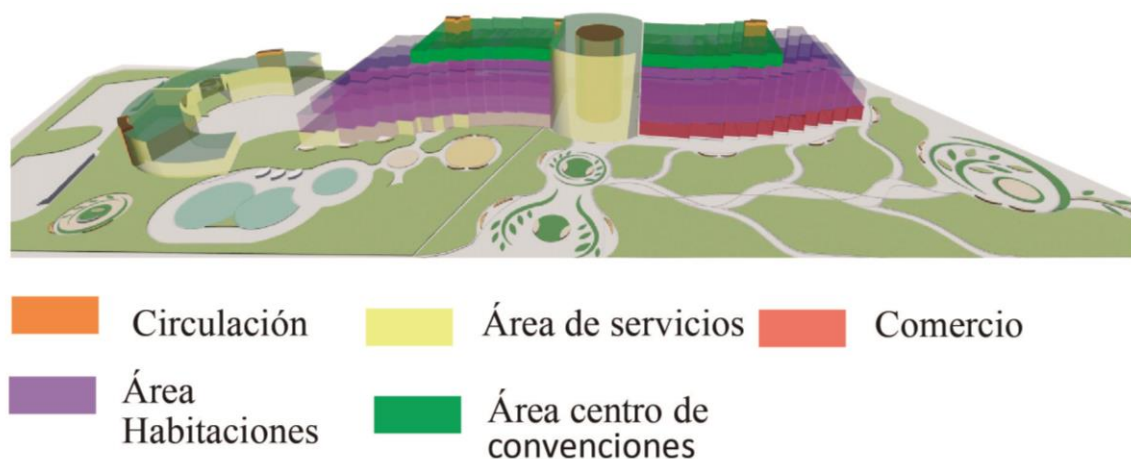 Circulación
Área de servicios
Comercio
Área
Habitaciones
Área centro de
convenciones